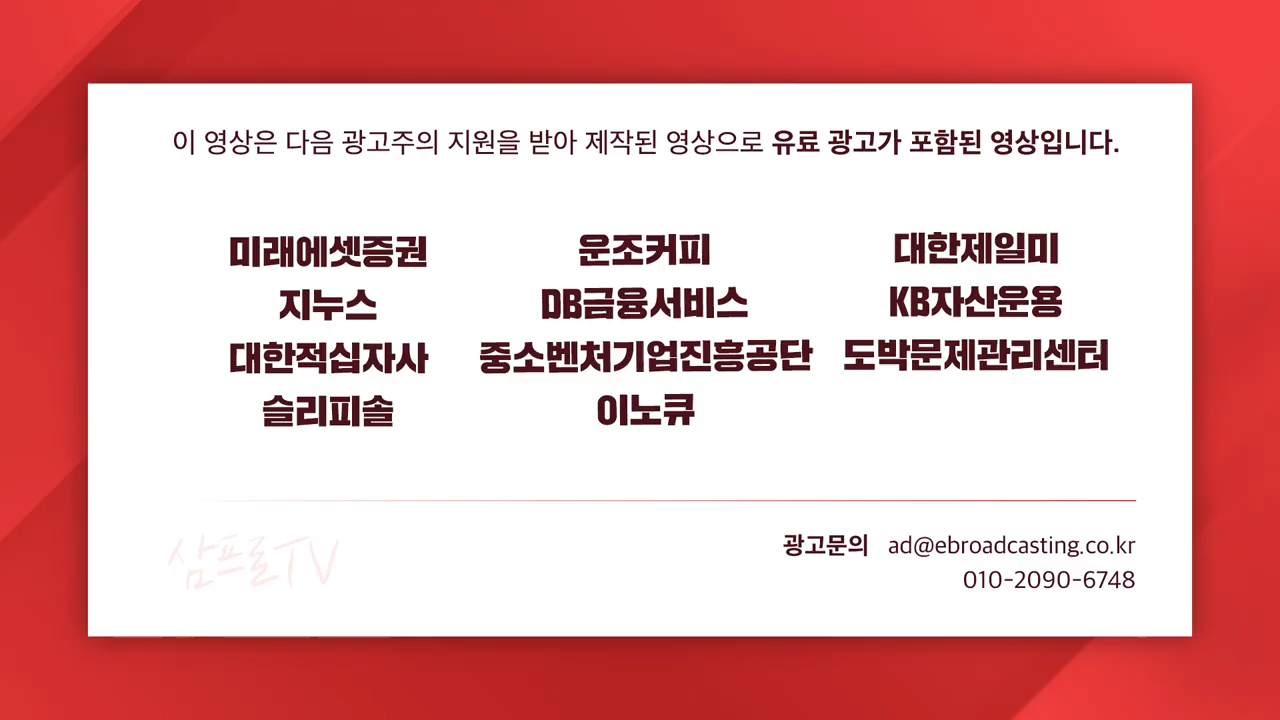 이 영상은 다음 광고주의 지원을 받아 제작된 영상으로 유료 광고가 포함된 영상입니다.
미래에셋증권 운조커피 대한제일미
지누스 DB금융서비스 KB자산운용
대한적십자사 중소벤처기업진흥공단 도박문제관리센터
슬리피솔 이노큐
삼프로TV
광고문의 ad@ebroadcasting.co.kr
010-2090-6748